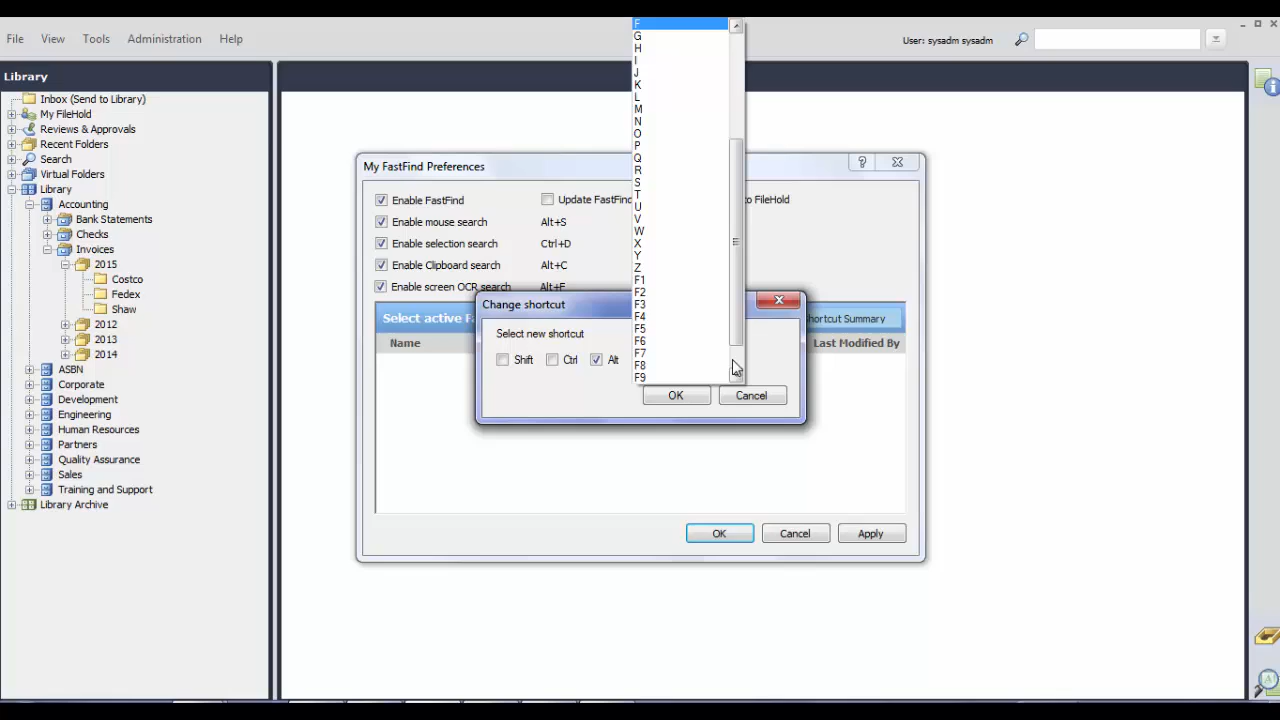 File View Tools Administration Help
User: sysadm sysadm
Library
Inbox (Send to Library)
My FileHold
Reviews & Approvals
Recent Folders
Search
Virtual Folders
Library
Accounting
Bank Statements
Checks
Invoices
2015
Costco
Fedex
Shaw
2012
2013
2014
ASBN
Corporate
Development
Engineering
Human Resources
Partners
Quality Assurance
Sales
Training and Support
Library Archive
My FastFind Preferences
Enable FastFind Update FastFin to FileHold
Enable mouse search Alt+S
Enable selection search Ctrl+D
Enable Clipboard search Alt+C
Enable screen OCR search Alt+F
Select active Fa hortcut Summary
Name Last Modified By
Change shortcut
Select new shortcut
Shift Ctrl Alt
OK Cancel
F
G
H
I
J
K
L
M
N
O
P
Q
R
S
T
U
V
W
X
Y
Z
F1
F2
F3
F4
F5
F6
F7
F8
F9
OK Cancel Apply